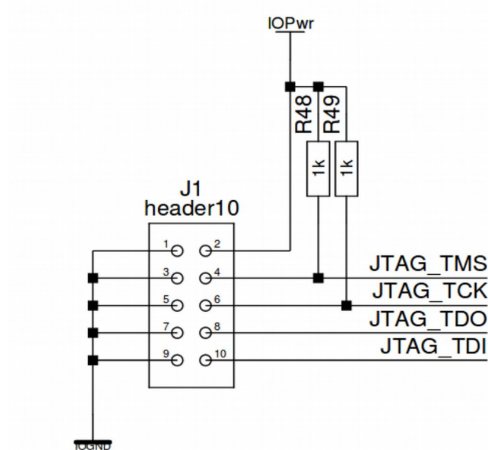 IOPwr
R48
R49
1k
1k
J1
header10
1
2
3
4
JTAG_TMS
5
6
JTAG_TCK
7
8
JTAG_TDO
9
10
JTAG_TDI
IOGND